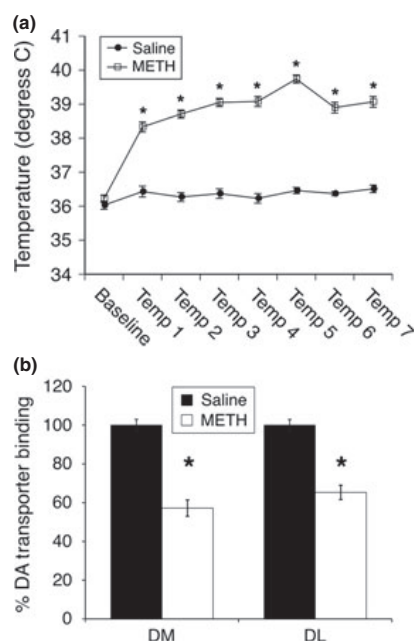 (a)
41
40
39
38
37
36
35
34
Temperature (degress C)
Saline
METH
*
*
*
*
*
*
*
Baseline
Temp 1
Temp 2
Temp 3
Temp 4
Temp 5
Temp 6
Temp 7
(b)
120
100
80
60
40
20
0
% DA transporter binding
Saline
METH
*
*
DM
DL